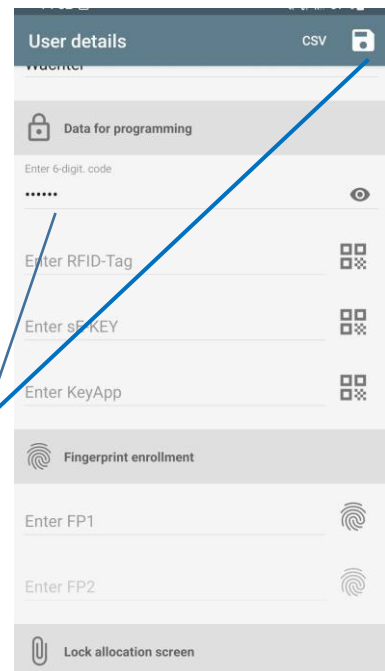 User details CSV
Data for programming
Enter 6-digit. code
••••••
Enter RFID-Tag
Enter sE-KEY
Enter KeyApp
Fingerprint enrollment
Enter FP1
Enter FP2
Lock allocation screen